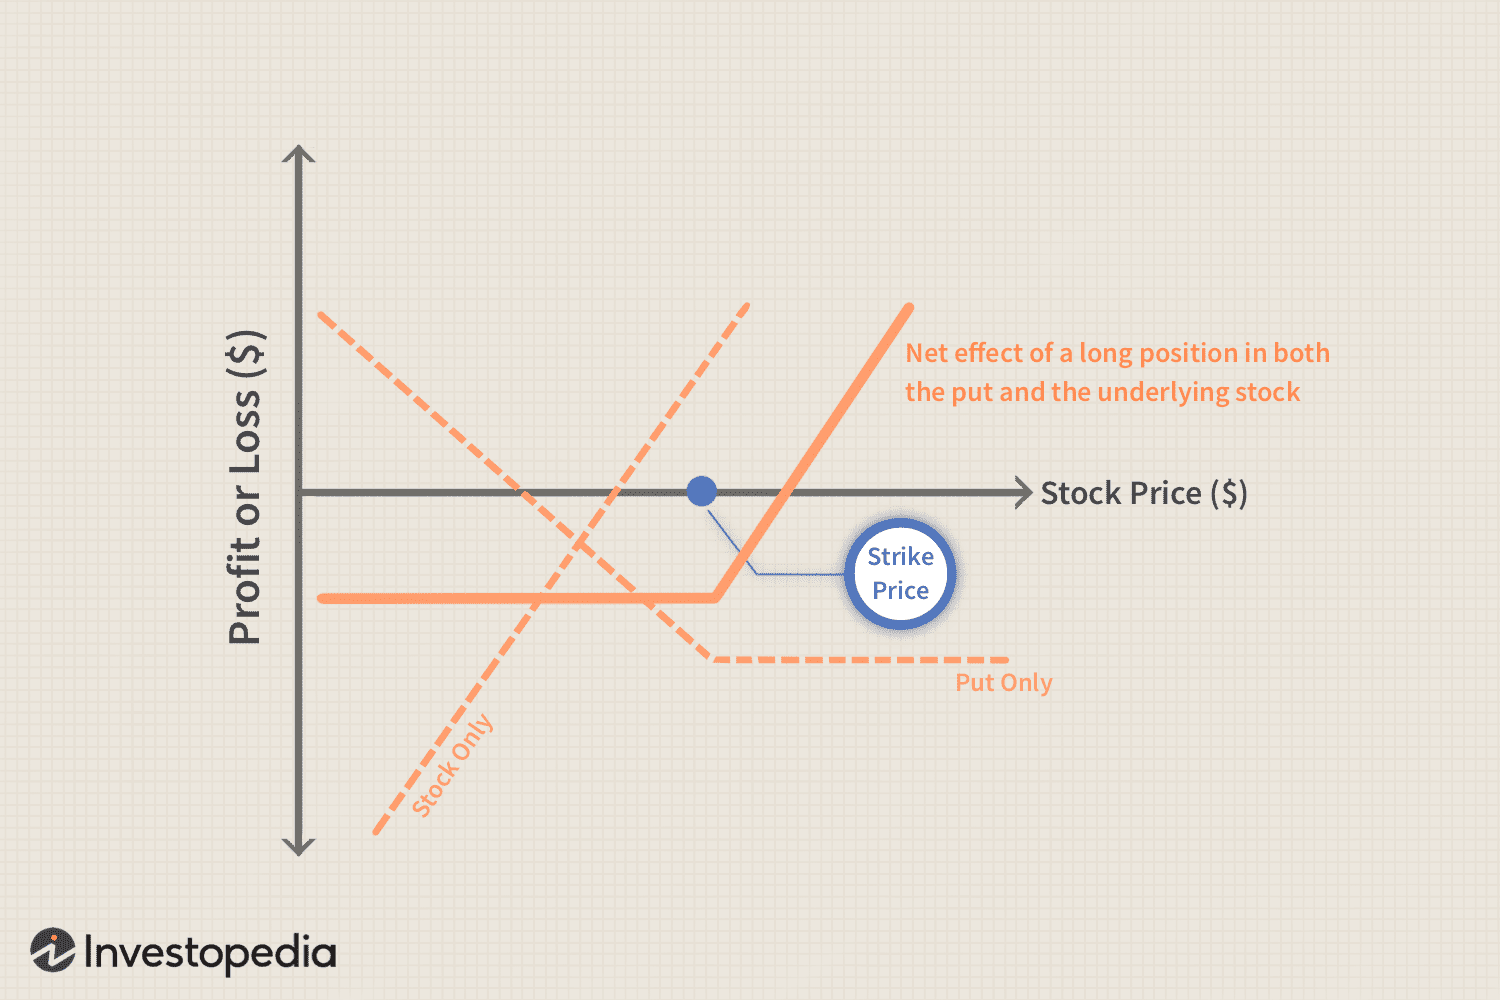 Profit or Loss ($)
Net effect of a long position in both
the put and the underlying stock
Stock Price ($)
Strike
Price
Put Only
Stock Only
Investopedia